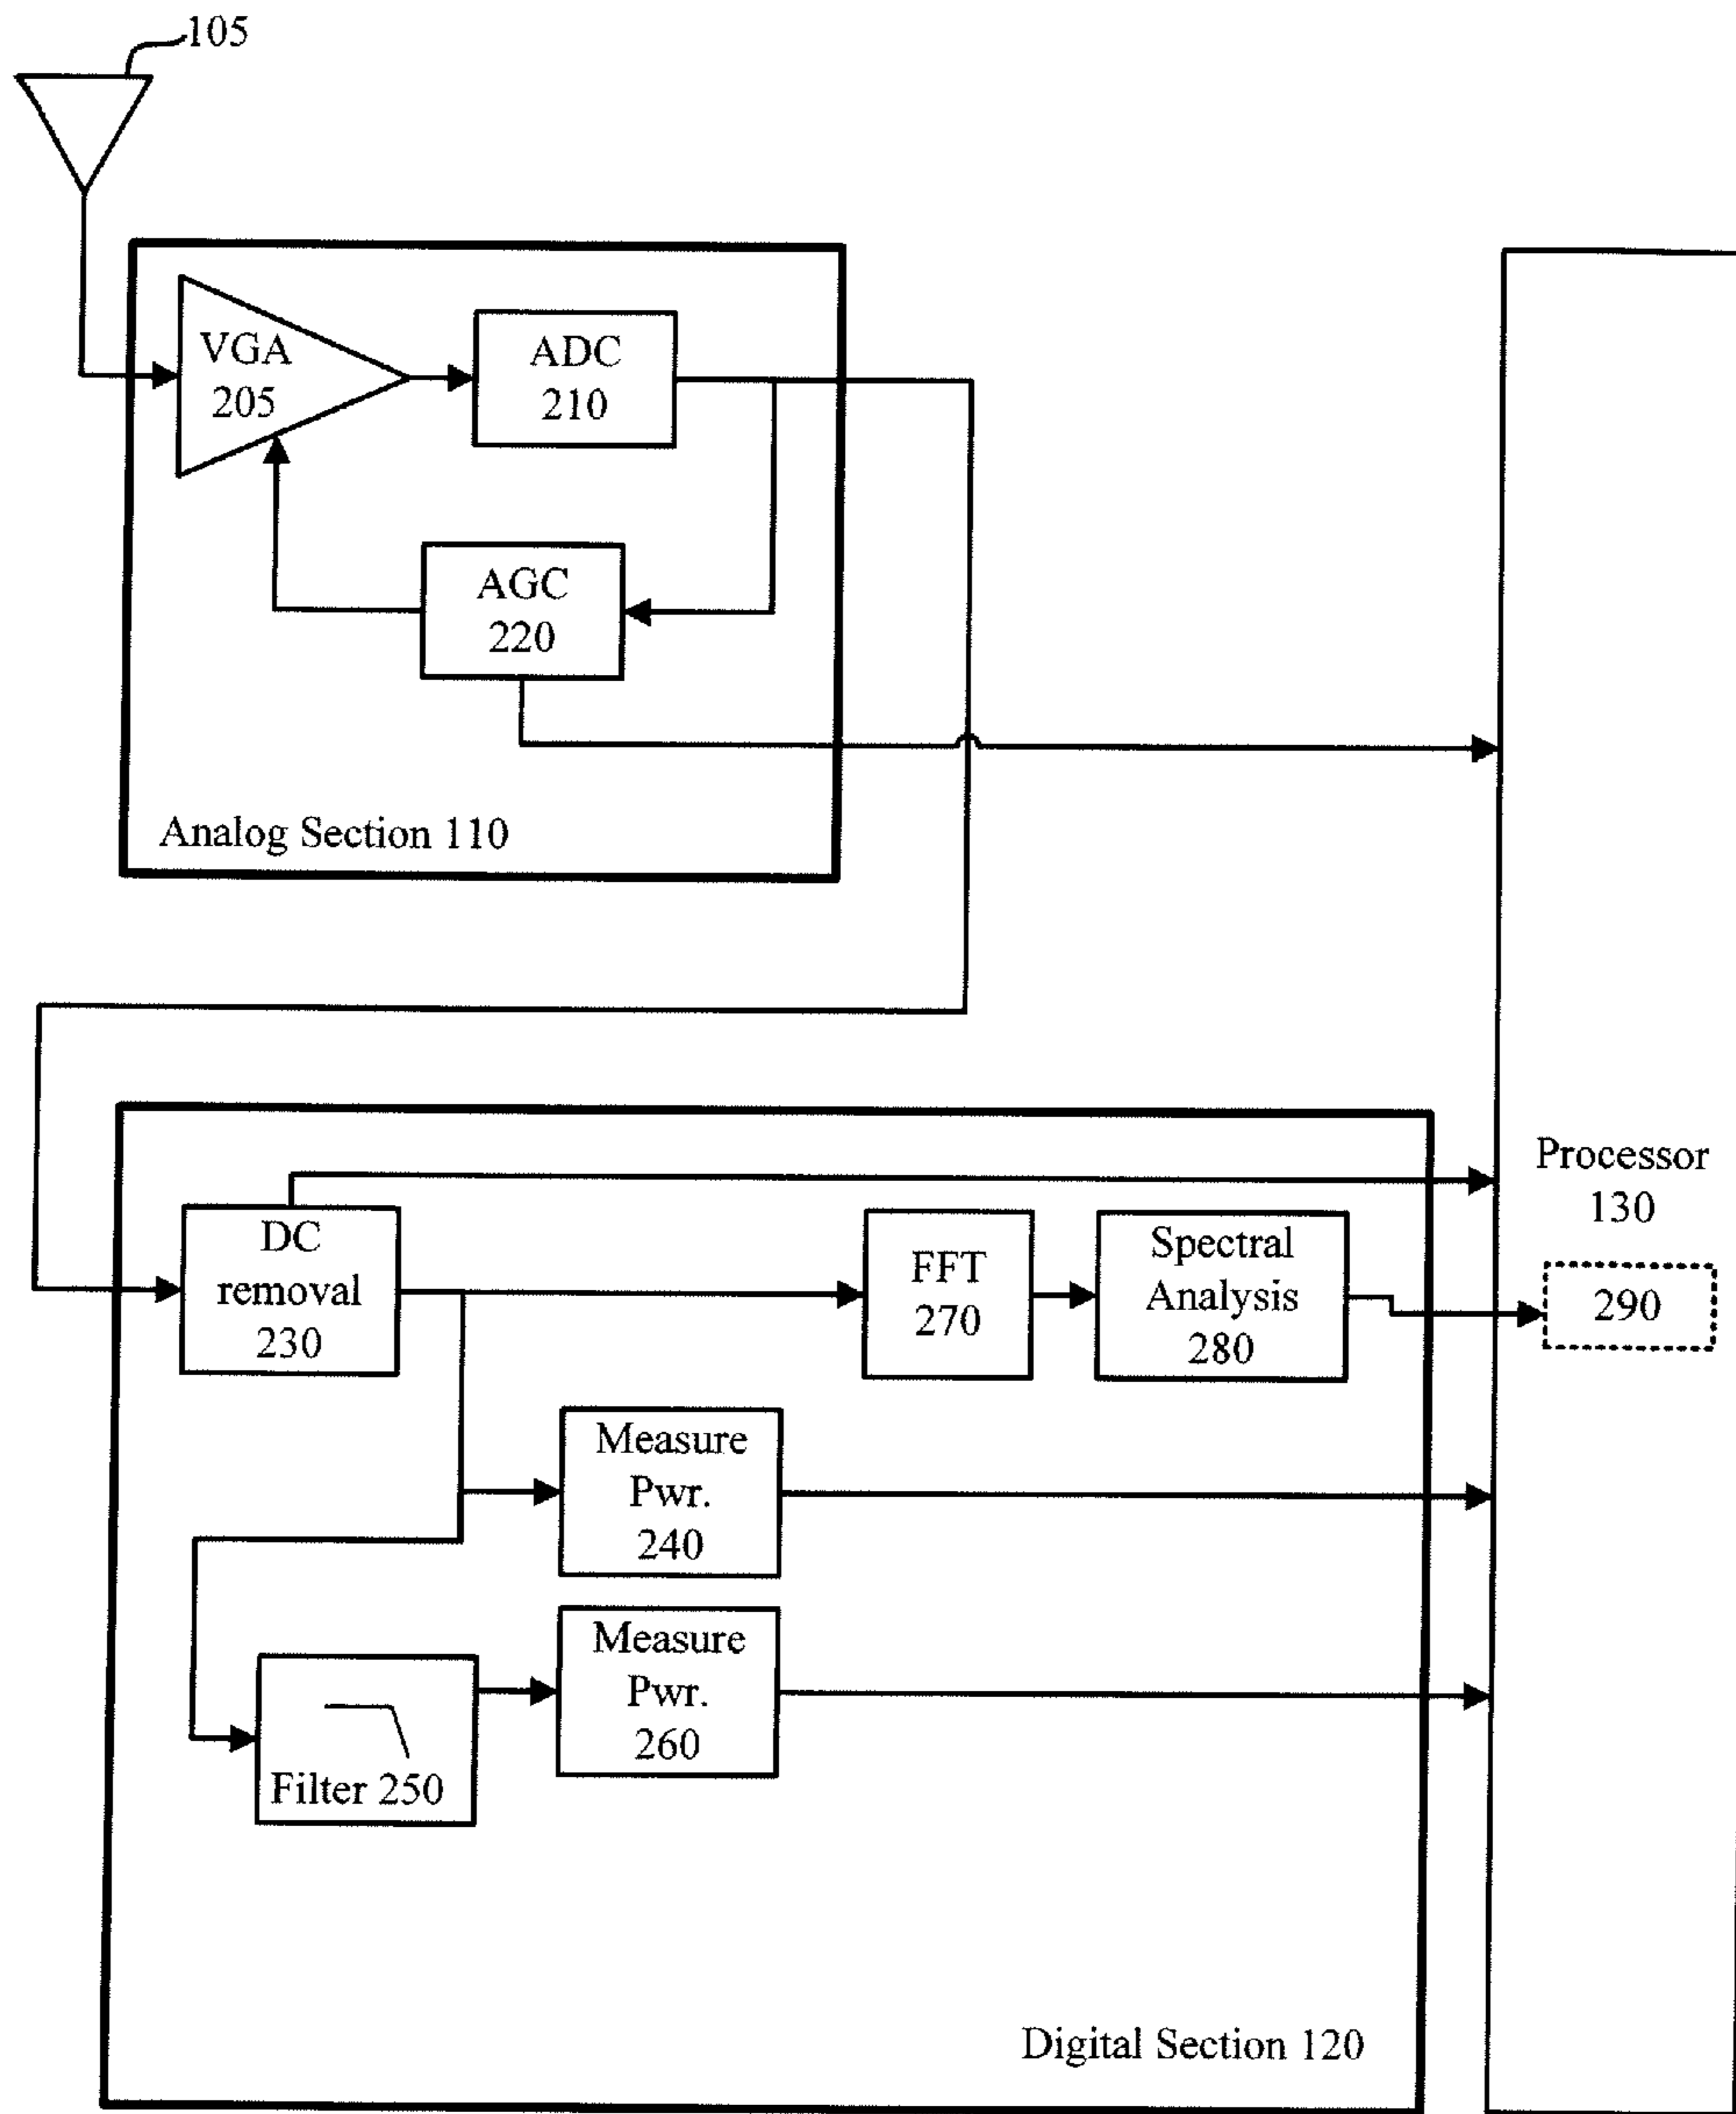 105
VGA
205
ADC
210
AGC
220
Analog Section 110
Processor
130
DC
removal
230
FFT
270
Spectral
Analysis
280
290
Measure
Pwr.
240
Measure
Pwr.
260
Filter 250
Digital Section 120